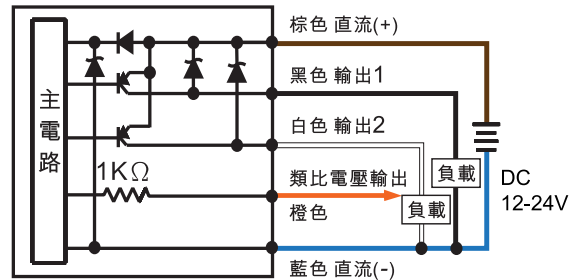 棕色 直流(+)
黑色 輸出1
主電路
白色 輸出2
1KΩ
類比電壓輸出
負載
DC
12-24V
橙色
負載
藍色 直流(-)